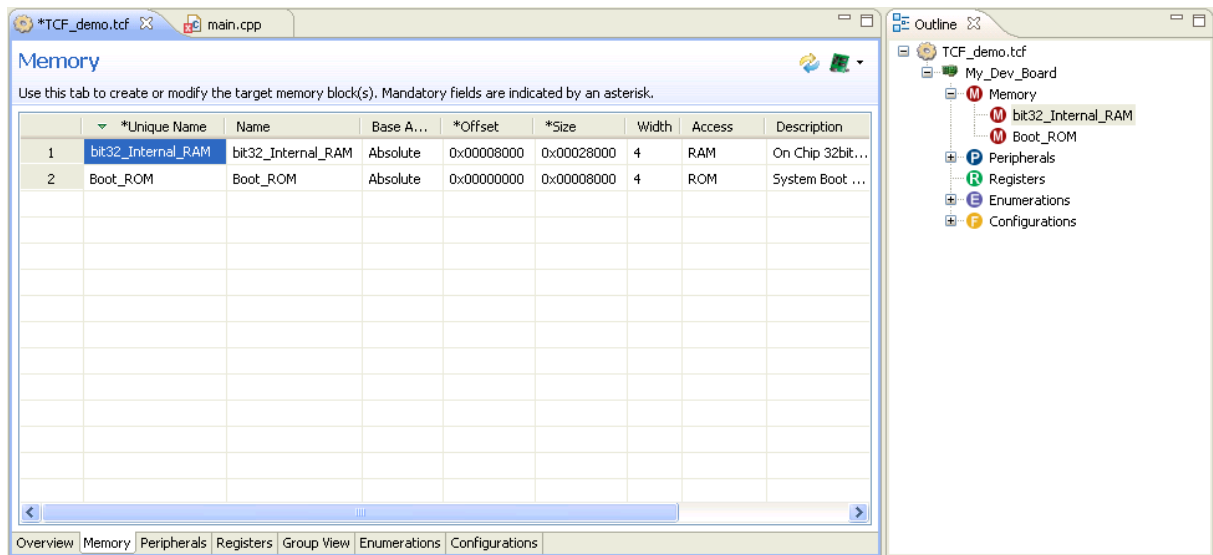 *TCF_demo.tcf main.cpp
Memory
Use this tab to create or modify the target memory block(s). Mandatory fields are indicated by an asterisk.
*Unique Name Name Base A... *Offset *Size Width Access Description
1 bit32_Internal_RAM bit32_Internal_RAM Absolute 0x00008000 0x00028000 4 RAM On Chip 32bit...
2 Boot_ROM Boot_ROM Absolute 0x00000000 0x00008000 4 ROM System Boot ...
Overview Memory Peripherals Registers Group View Enumerations Configurations
Outline
TCF_demo.tcf
My_Dev_Board
M Memory
M bit32_Internal_RAM
M Boot_ROM
P Peripherals
R Registers
E Enumerations
F Configurations